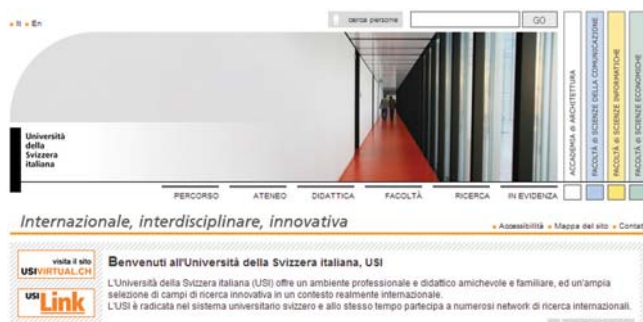 It En
cerca persone GO
Università
della
Svizzera
italiana
ACCADEMIA di ARCHITETTURA
FACOLTÀ di SCIENZE DELLA COMUNICAZIONE
FACOLTÀ di SCIENZE INFORMATICHE
FACOLTÀ di SCIENZE ECONOMICHE
PERCORSO ATENEO DIDATTICA FACOLTÀ RICERCA IN EVIDENZA
Internazionale, interdisciplinare, innovativa
Accessibilità Mappa del sito Contat
visita il sito
USIVIRTUAL.CH
USI Link
Benvenuti all'Università della Svizzera italiana, USI
L'Università della Svizzera italiana (USI) offre un ambiente professionale e didattico amichevole e familiare, ed un'ampia
selezione di campi di ricerca innovativa in un contesto realmente internazionale.
L'USI è radicata nel sistema universitario svizzero e allo stesso tempo partecipa a numerosi network di ricerca internazionali.